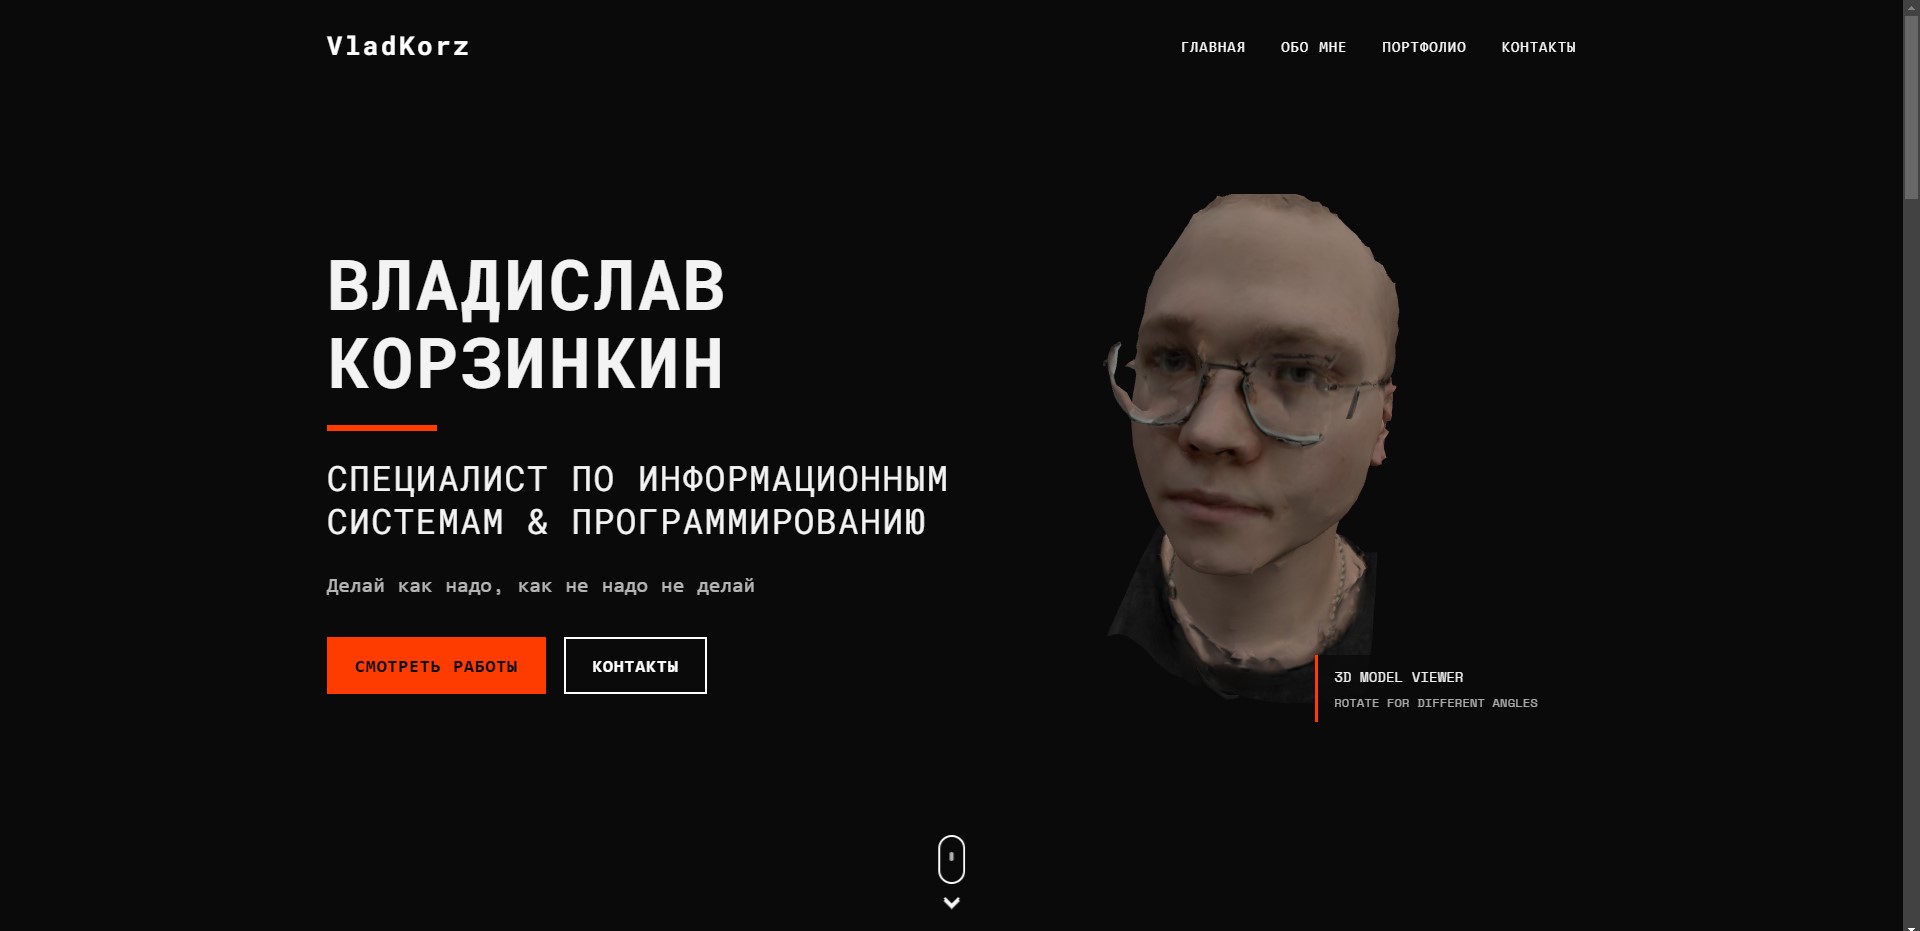 VladKorz
ГЛАВНАЯ ОБО МНЕ ПОРТФОЛИО КОНТАКТЫ
ВЛАДИСЛАВ
КОРЗИНКИН
СПЕЦИАЛИСТ ПО ИНФОРМАЦИОННЫМ
СИСТЕМАМ & ПРОГРАММИРОВАНИЮ
Делай как надо, как не надо не делай
СМОТРЕТЬ РАБОТЫ КОНТАКТЫ
3D MODEL VIEWER
ROTATE FOR DIFFERENT ANGLES